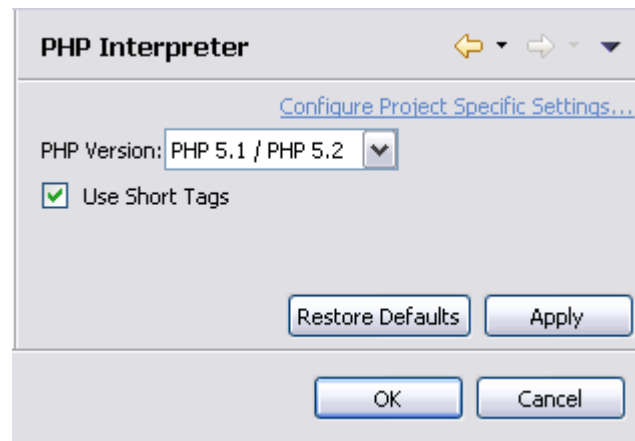 PHP Interpreter
Configure Project Specific Settings...
PHP Version: PHP 5.1 / PHP 5.2
Use Short Tags
Restore Defaults Apply
OK Cancel